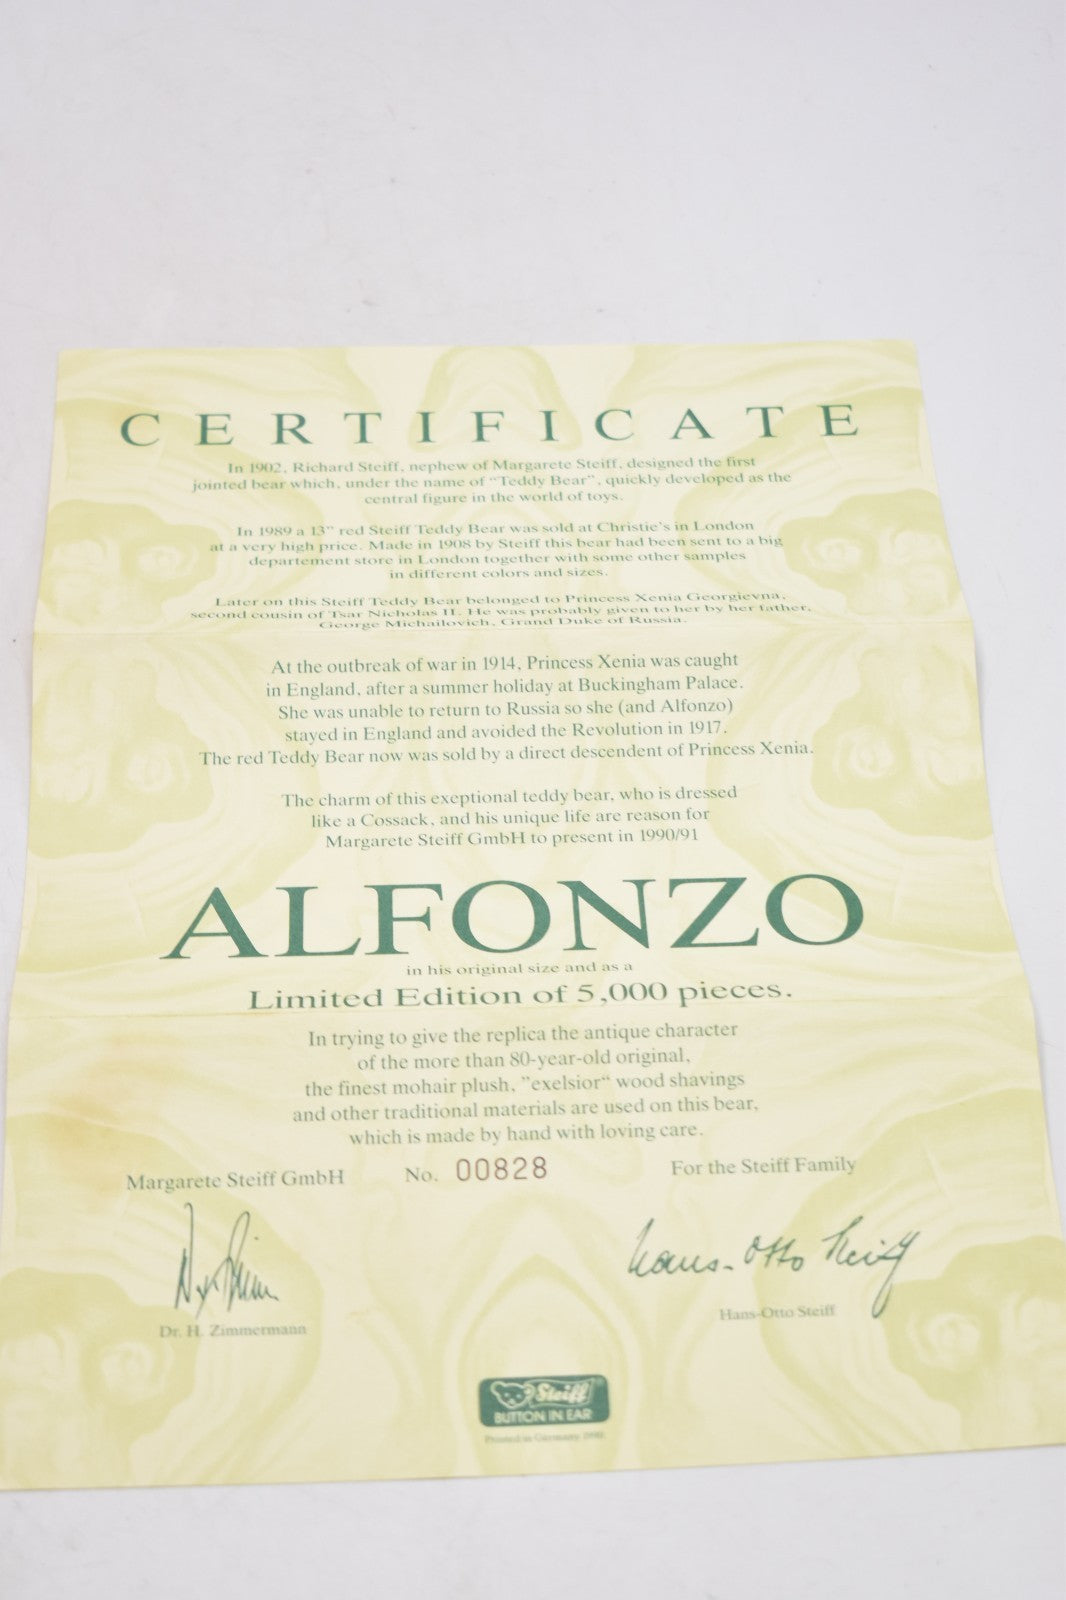 CERTIFICATE
In 1902, Richard Steiff, nephew of Margarete Steiff, designed the first
jointed bear which, under the name of "Teddy Bear", quickly developed as the
central figure in the world of toys.
In 1989 a 13" red Steiff Teddy Bear was sold at Christie's in London
at a very high price. Made in 1908 by Steiff this bear had been sent to a big
departement store in London together with some other samples
in different colors and sizes.
Later on this Steiff Teddy Bear belonged to Princess Xenia Georgievna,
second cousin of Tsar Nicholas II. He was probably given to her by her father,
George Michailovich, Grand Duke of Russia.
At the outbreak of war in 1914, Princess Xenia was caught
in England, after a summer holiday at Buckingham Palace.
She was unable to return to Russia so she (and Alfonzo)
stayed in England and avoided the Revolution in 1917.
The red Teddy Bear now was sold by a direct descendent of Princess Xenia.
The charm of this exeptional teddy bear, who is dressed
like a Cossack, and his unique life are reason for
Margarete Steiff GmbH to present in 1990/91
ALFONZO
in his original size and as a
Limited Edition of 5,000 pieces.
In trying to give the replica the antique character
of the more than 80-year-old original,
the finest mohair plush, "exelsior" wood shavings
and other traditional materials are used on this bear,
which is made by hand with loving care.
Margarete Steiff GmbH No. 00828 For the Steiff Family
Hans-Otto Steiff
Dr. H. Zimmermann Hans-Otto Steiff
Steiff
BUTTON IN EAR
Printed in Germany